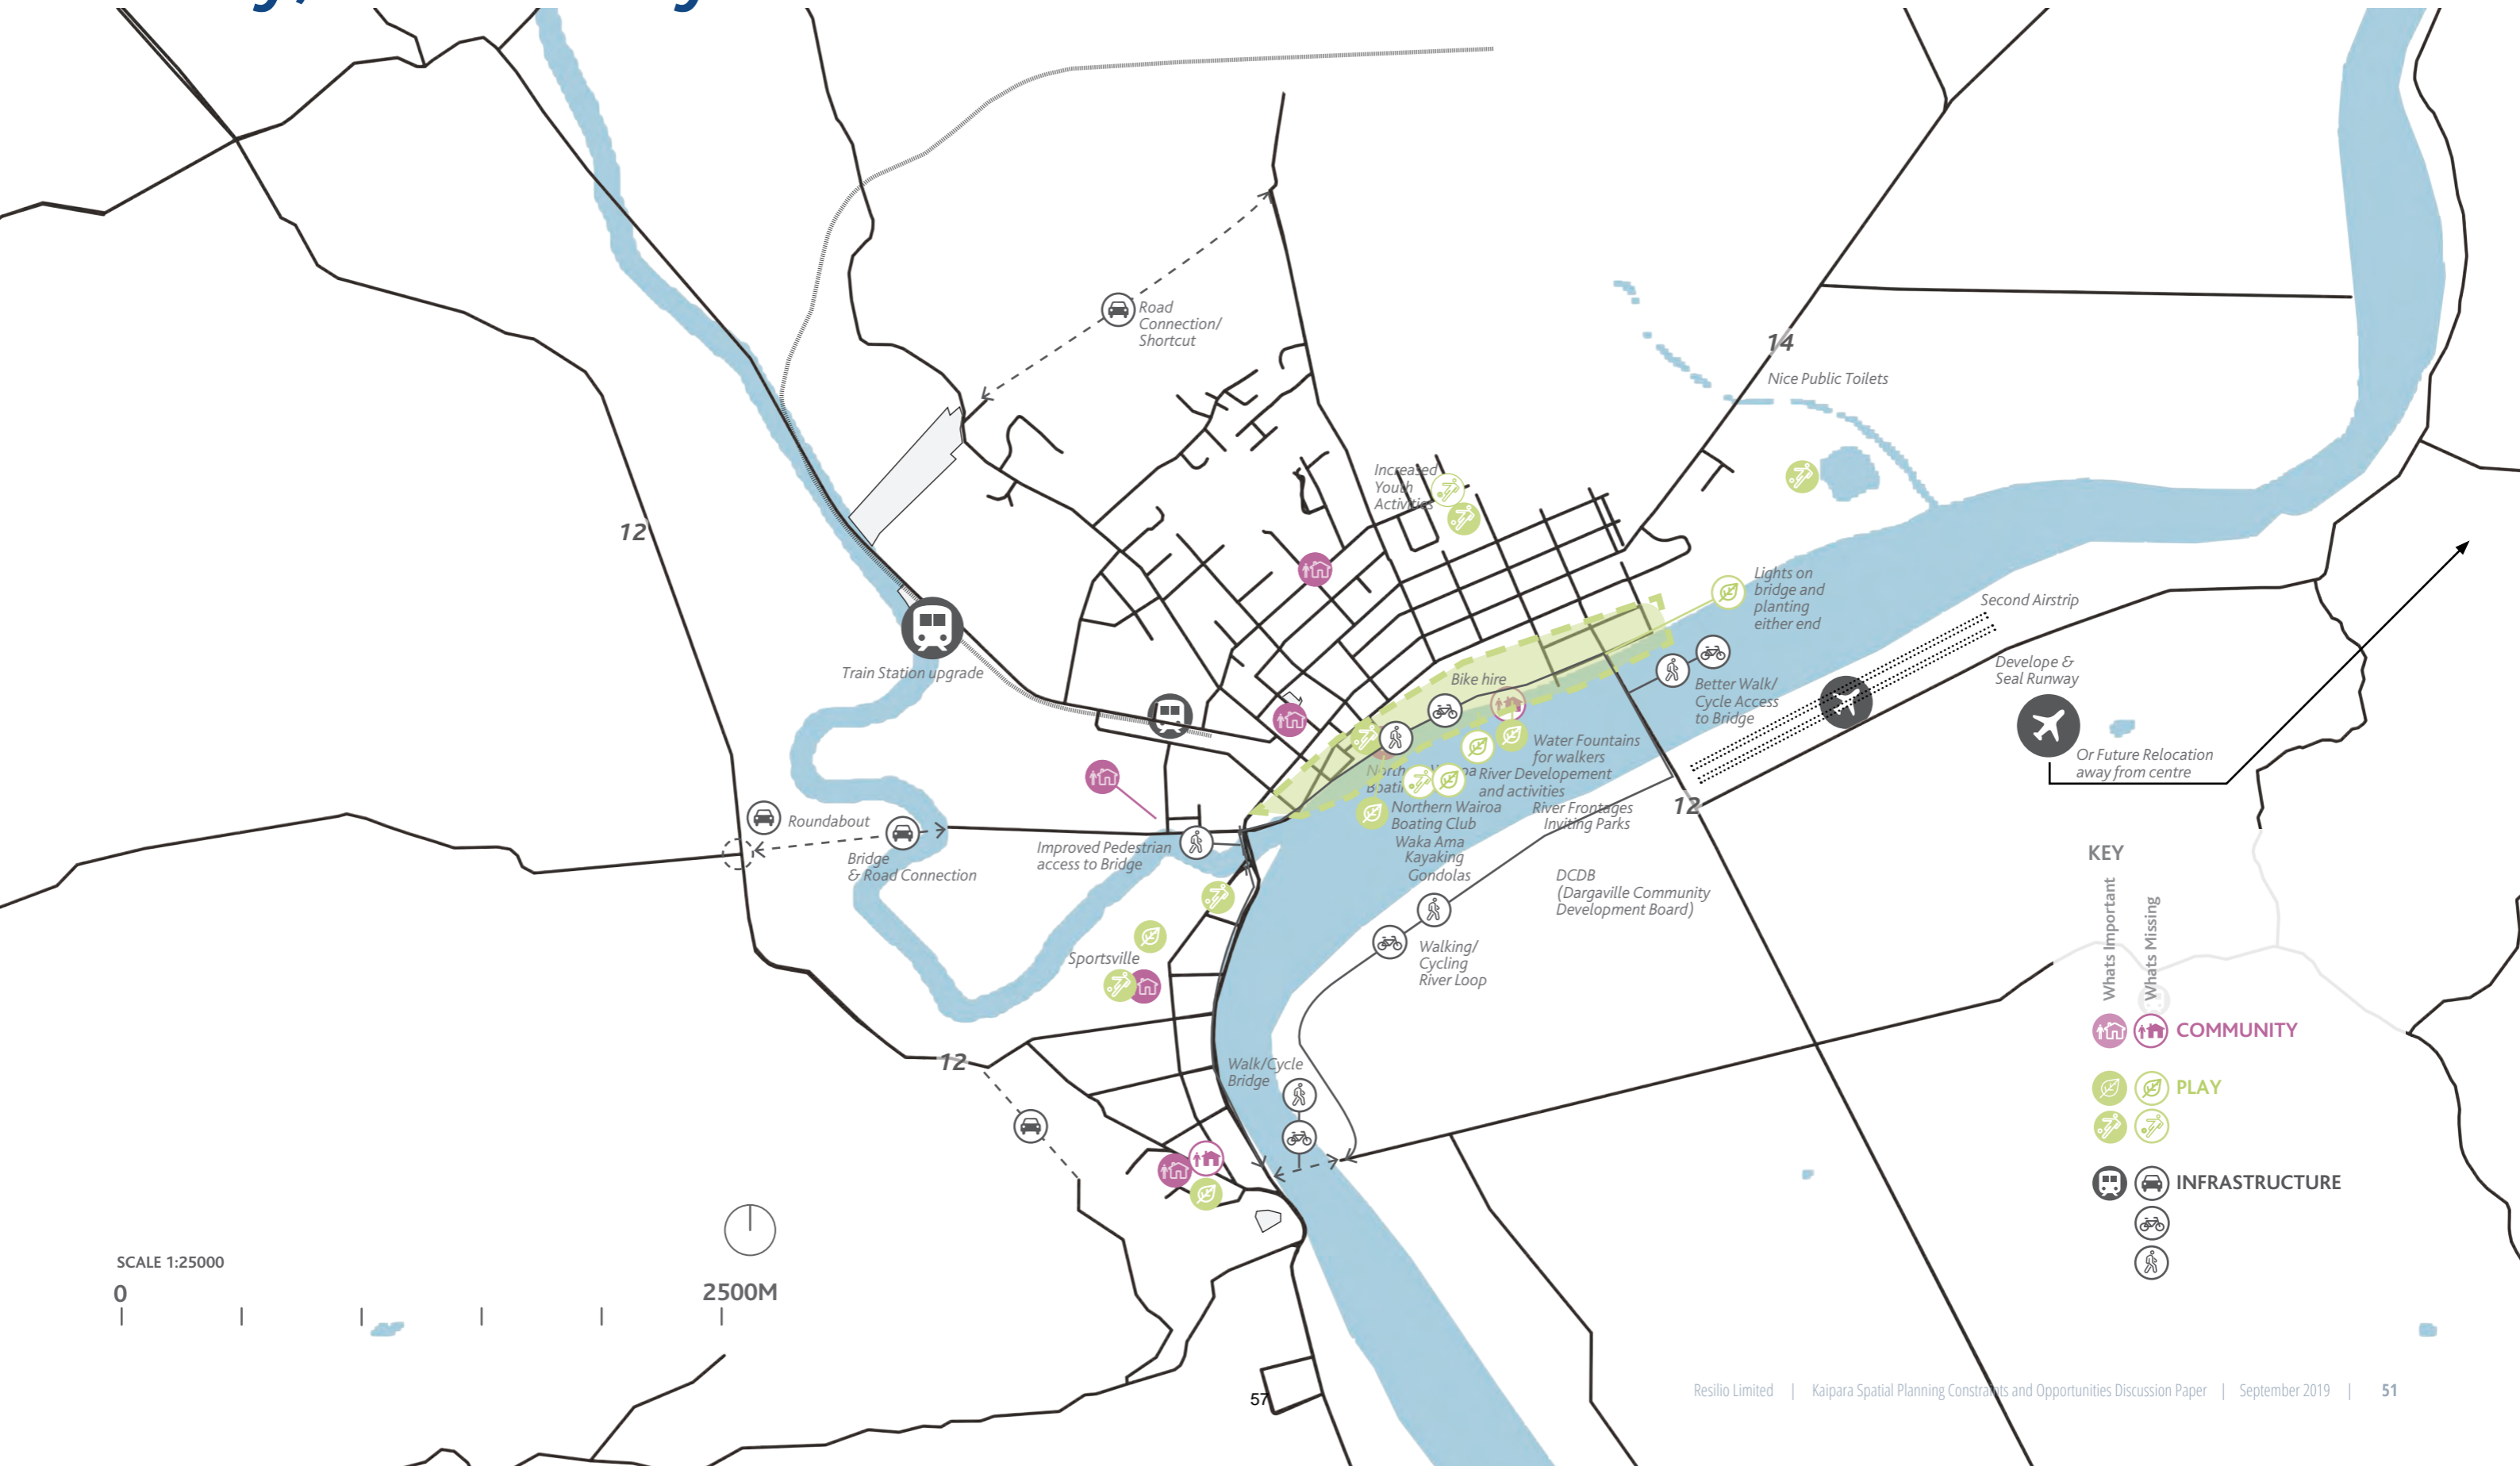 Road
Connection/
Shortcut
14
Nice Public Toilets
Increased
Youth
Activities
12
Lights on
bridge and
planting
either end
Second Airstrip
Train Station upgrade
Bike hire
Better Walk/
Cycle Access
to Bridge
Develope &
Seal Runway
Or Future Relocation
away from centre
Water Fountains
for walkers
River Developement
and activities
Northern Wairoa
Boating Club
River Frontages
Inviting Parks
12
Waka Ama
Kayaking
Gondolas
Roundabout
Bridge
& Road Connection
Improved Pedestrian
access to Bridge
DCDB
(Dargaville Community
Development Board)
Sportsville
Walking/
Cycling
River Loop
12
Walk/Cycle
Bridge
KEY
Whats Important
Whats Missing
COMMUNITY
PLAY
INFRASTRUCTURE
SCALE 1:25000
0
2500M
57
Resilio Limited | Kaipara Spatial Planning Constraints and Opportunities Discussion Paper | September 2019 | 51